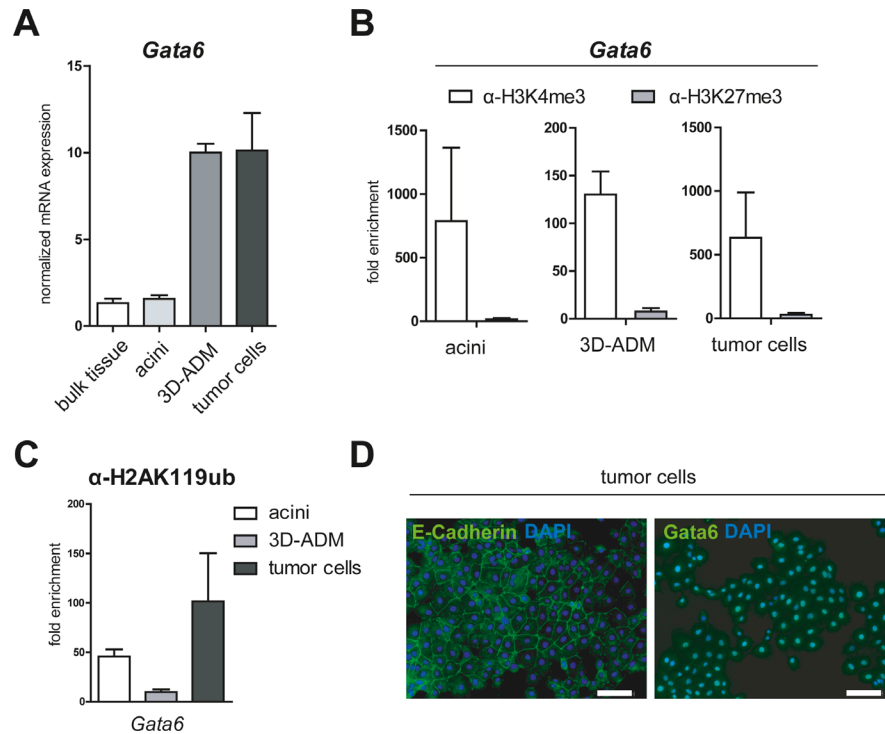 A
Gata6
normalized mRNA expression
15
10
5
0
bulk tissue
acini
3D-ADM
tumor cells
B
Gata6
α-H3K4me3
α-H3K27me3
fold enrichment
1500
1000
500
0
acini
200
150
100
50
0
3D-ADM
1500
1000
500
0
tumor cells
C
α-H2AK119ub
fold enrichment
200
150
100
50
0
Gata6
acini
3D-ADM
tumor cells
D
tumor cells
E-Cadherin DAPI
Gata6 DAPI